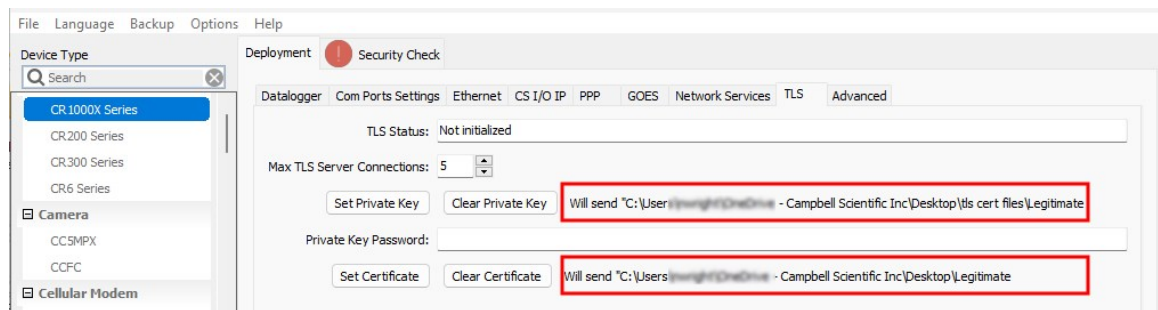 File Language Backup Options Help
Device Type
Search
CR1000X Series
CR200 Series
CR300 Series
CR6 Series
Camera
CC5MPX
CCFC
Cellular Modem
Deployment ! Security Check
Datalogger Com Ports Settings Ethernet CS I/O IP PPP GOES Network Services TLS Advanced
TLS Status: Not initialized
Max TLS Server Connections: 5
Set Private Key Clear Private Key Will send "C:\User - Campbell Scientific Inc\Desktop\tls cert files\Legitimate
Private Key Password:
Set Certificate Clear Certificate Will send "C:\Users - Campbell Scientific Inc\Desktop\Legitimate